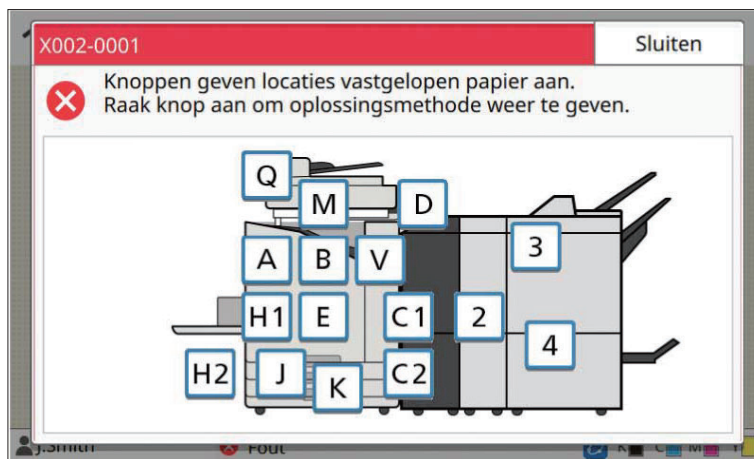 X002-0001
Sluiten
Knoppen geven locaties vastgelopen papier aan.
Raak knop aan om oplossingsmethode weer te geven.
Q
M
D
A
B
V
3
H1
E
C1
2
4
H2
J
K
C2
J.Smith
Fout
K
C
M
Y